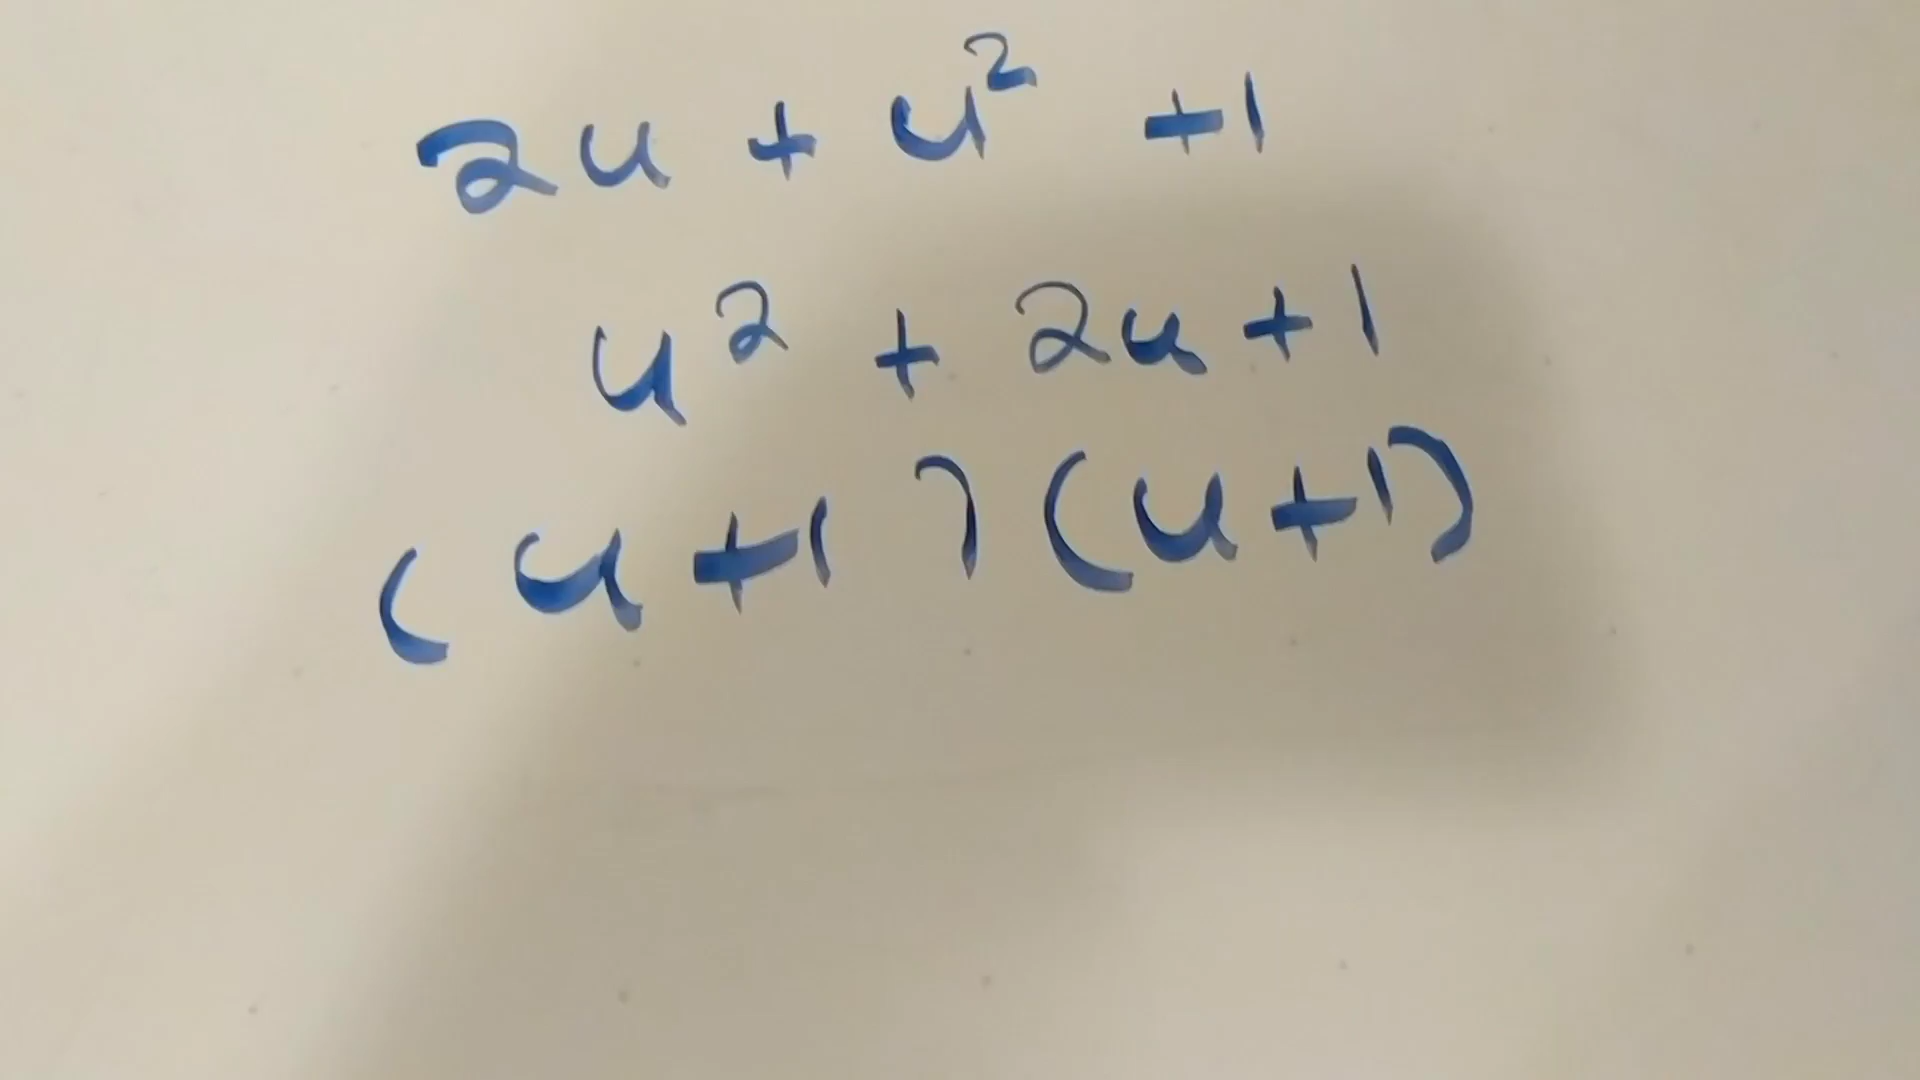 2u + u² +1
u² + 2u +1
(u+1)(u+1)